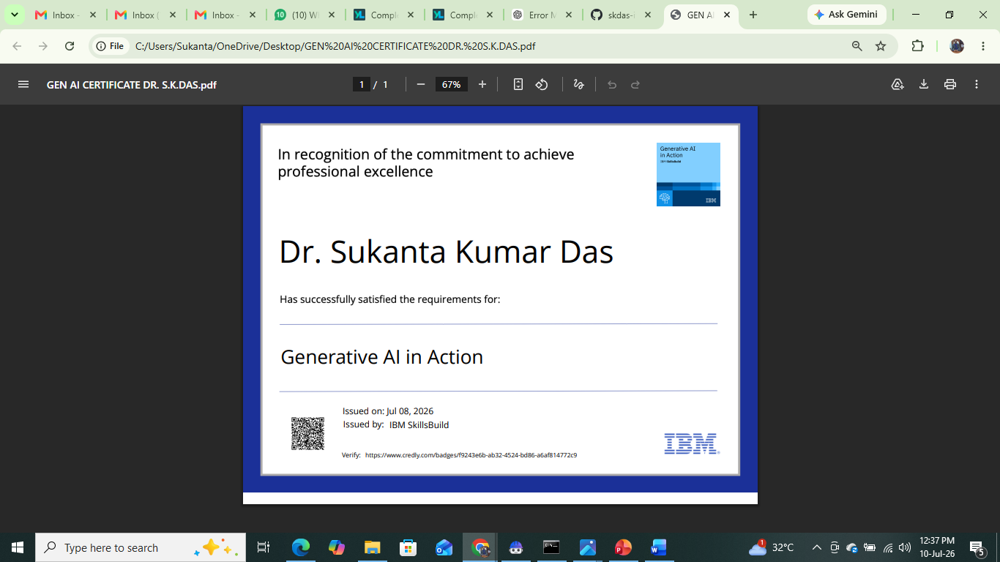 Inbox -
Inbox (
Inbox -
(10) W
Comple
Comple
Error M
skdas-i
GEN AI
Ask Gemini
File
C:/Users/Sukanta/OneDrive/Desktop/GEN%20AI%20CERTIFICATE%20DR.%20S.K.DAS.pdf
GEN AI CERTIFICATE DR. S.K.DAS.pdf
1 / 1
67%
In recognition of the commitment to achieve
professional excellence
Generative AI
in Action
IBM SkillsBuild
IBM
Dr. Sukanta Kumar Das
Has successfully satisfied the requirements for:
Generative AI in Action
Issued on: Jul 08, 2026
Issued by: IBM SkillsBuild
Verify: https://www.credly.com/badges/f9243e6b-ab32-4524-bd86-a6af814772c9
IBM®
Type here to search
1
32°C
12:37 PM
10-Jul-26
5